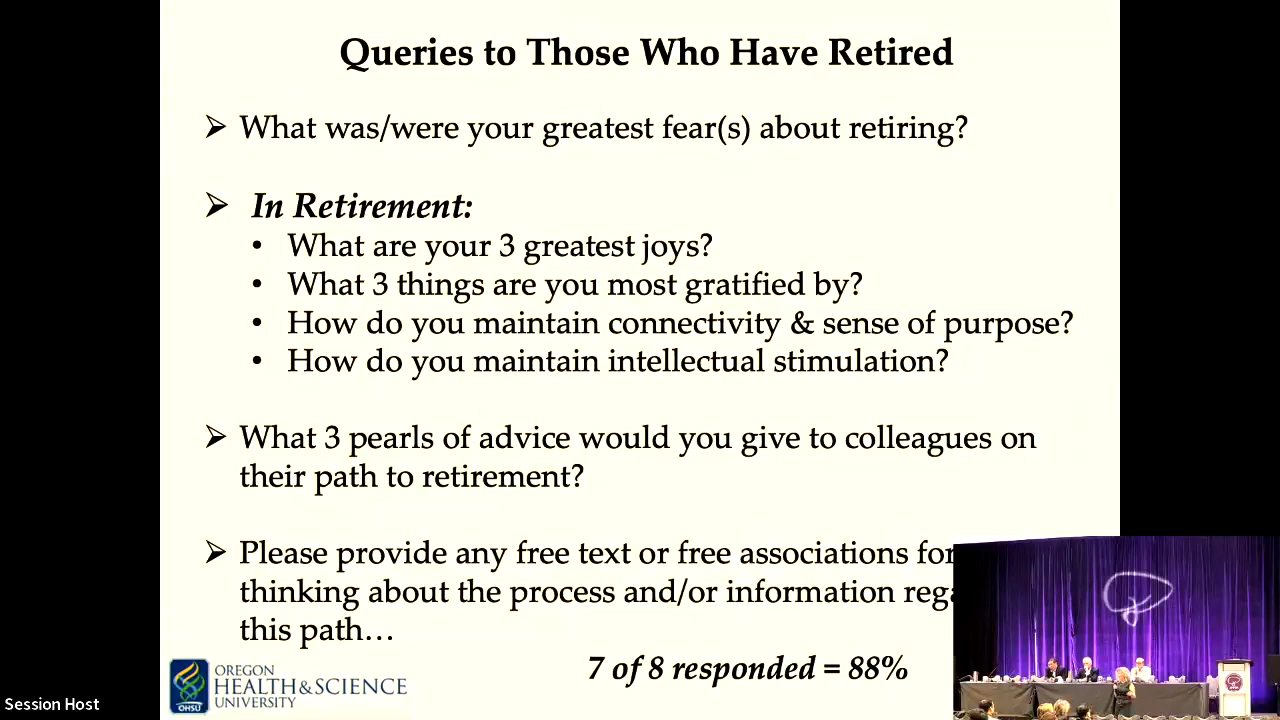 Queries to Those Who Have Retired
➢ What was/were your greatest fear(s) about retiring?
➢ In Retirement:
• What are your 3 greatest joys?
• What 3 things are you most gratified by?
• How do you maintain connectivity & sense of purpose?
• How do you maintain intellectual stimulation?
➢ What 3 pearls of advice would you give to colleagues on
their path to retirement?
➢ Please provide any free text or free associations for
thinking about the process and/or information
this path…
7 of 8 responded = 88%
OHSU
OREGON
HEALTH&SCIENCE
UNIVERSITY
Session Host